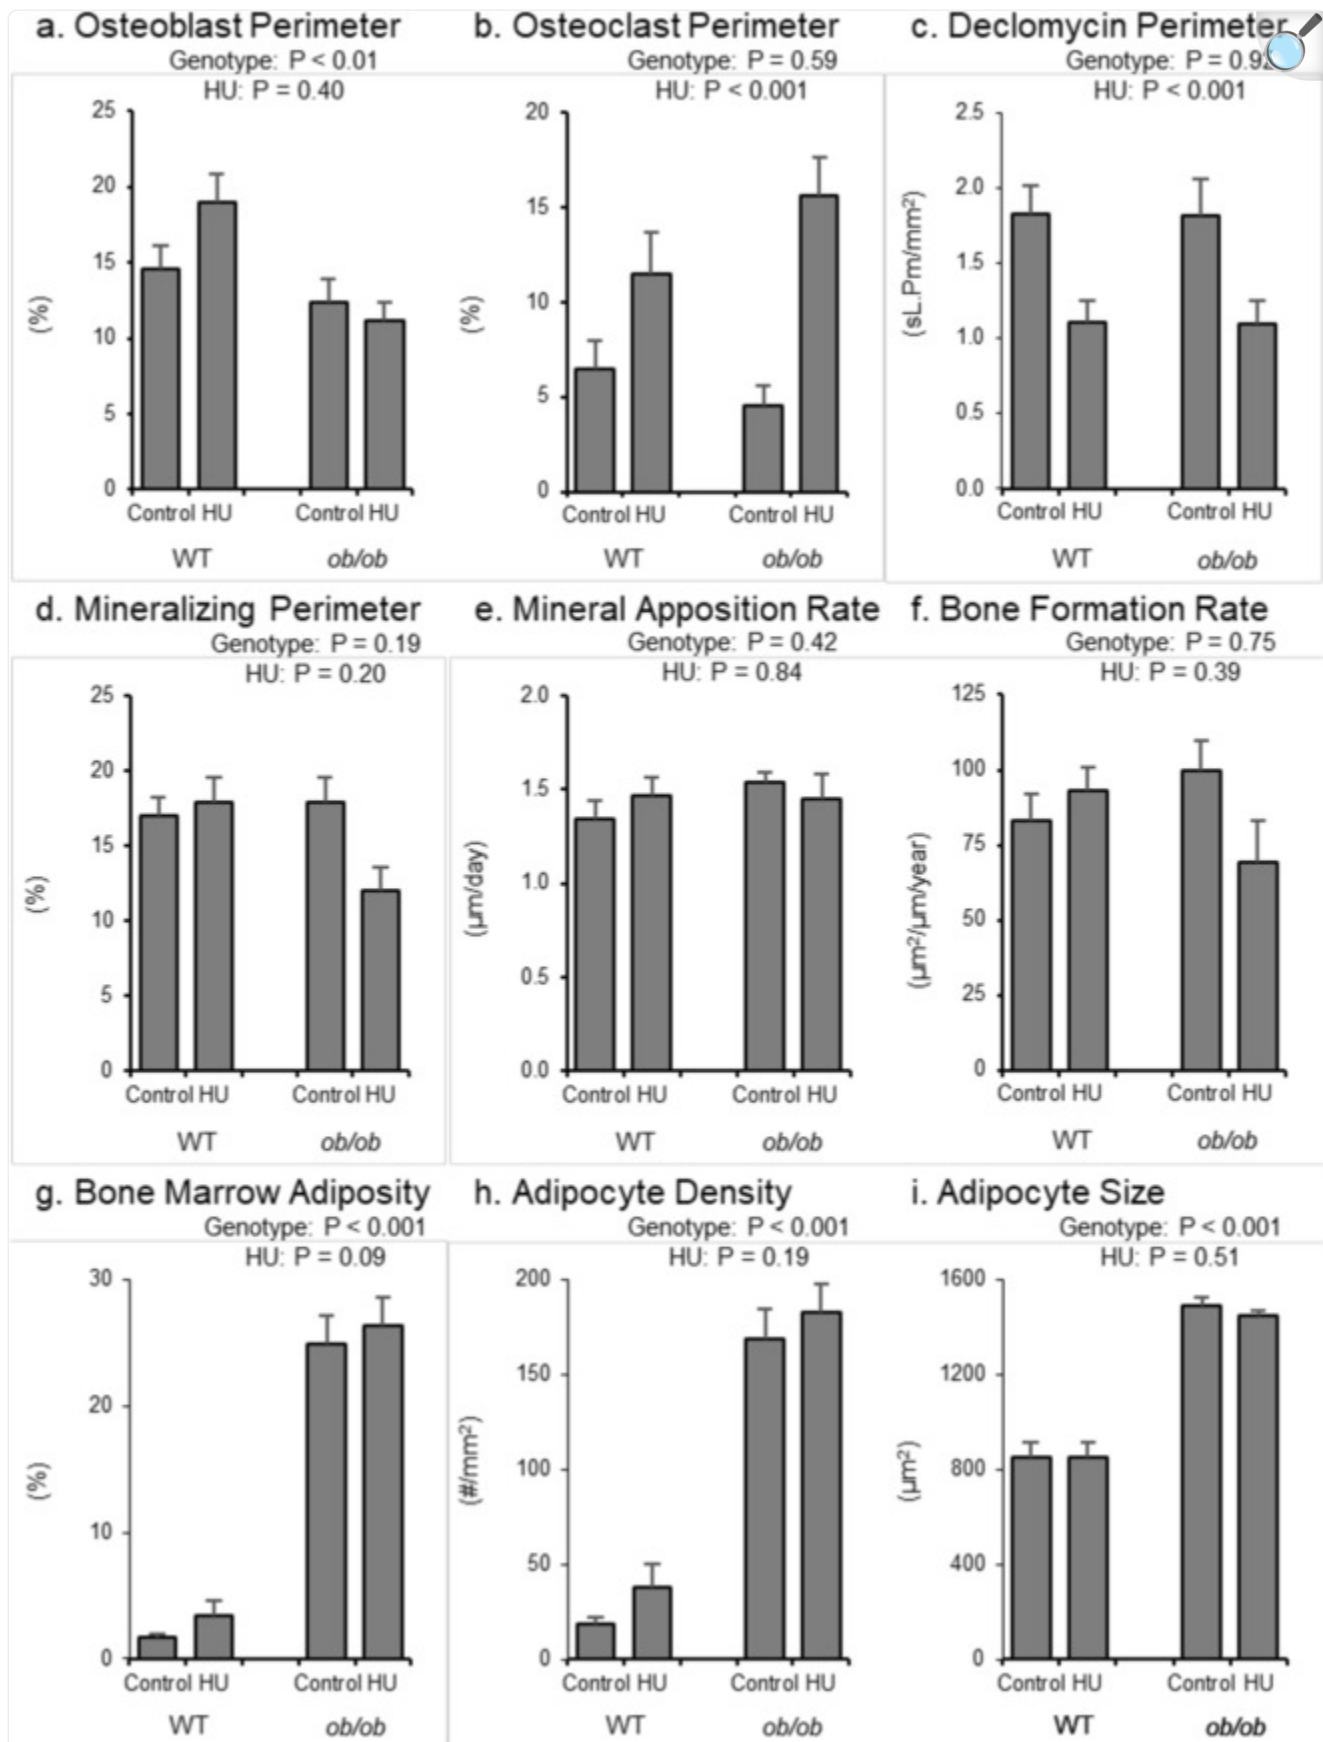 a. Osteoblast Perimeter
Genotype: P < 0.01
HU: P = 0.40
25
20
15
10
5
0
(%)
Control HU
Control HU
WT
ob/ob
b. Osteoclast Perimeter
Genotype: P = 0.59
HU: P < 0.001
20
15
10
5
0
(%)
Control HU
Control HU
WT
ob/ob
c. Declomycin Perimeter
Genotype: P =
HU: P < 0.001
2.5
2.0
1.5
1.0
0.5
0.0
(sL.Pm/mm²)
Control HU
Control HU
WT
ob/ob
d. Mineralizing Perimeter
Genotype: P = 0.19
HU: P = 0.20
25
20
15
10
5
0
(%)
Control HU
Control HU
WT
ob/ob
e. Mineral Apposition Rate
Genotype: P = 0.42
HU: P = 0.84
2.0
1.5
1.0
0.5
0.0
(µm/day)
Control HU
Control HU
WT
ob/ob
f. Bone Formation Rate
Genotype: P = 0.75
HU: P = 0.39
125
100
75
50
25
0
(µm²/µm/year)
Control HU
Control HU
WT
ob/ob
g. Bone Marrow Adiposity
Genotype: P < 0.001
HU: P = 0.09
30
20
10
0
(%)
Control HU
Control HU
WT
ob/ob
h. Adipocyte Density
Genotype: P < 0.001
HU: P = 0.19
200
150
100
50
0
(#/mm²)
Control HU
Control HU
WT
ob/ob
i. Adipocyte Size
Genotype: P < 0.001
HU: P = 0.51
1600
1200
800
400
0
(µm²)
Control HU
Control HU
WT
ob/ob